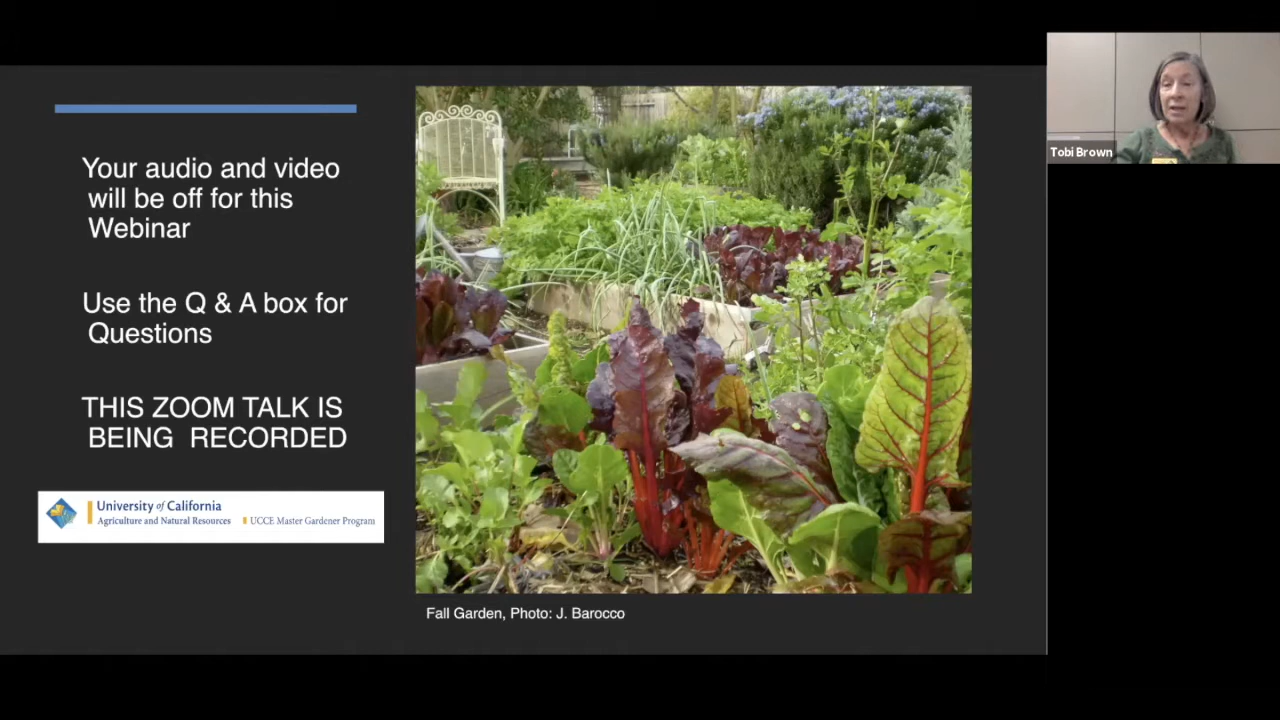 Your audio and video
will be off for this
Webinar
Use the Q & A box for
Questions
THIS ZOOM TALK IS
BEING RECORDED
University of California
Agriculture and Natural Resources
UCCE Master Gardener Program
Fall Garden, Photo: J. Barocco
Tobi Brown